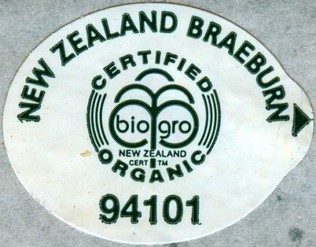 NEW ZEALAND BRAEBURN
CERTIFIED
bio gro
NEW ZEALAND
CERT TM
ORGANIC
94101